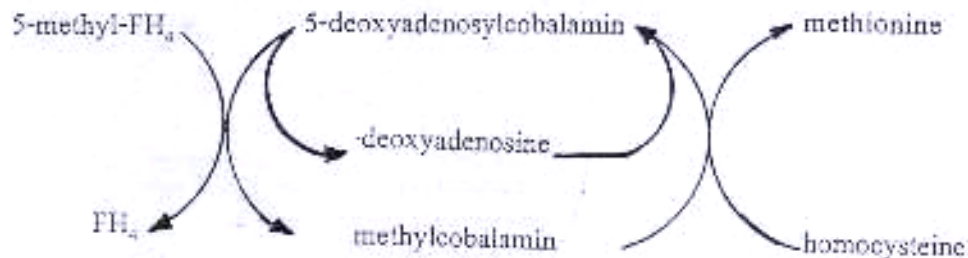 5-methyl-FH₄ 5-deoxyadenosylcobalamin methionine
-deoxyadenosine
FH₄ methylcobalamin homocysteine